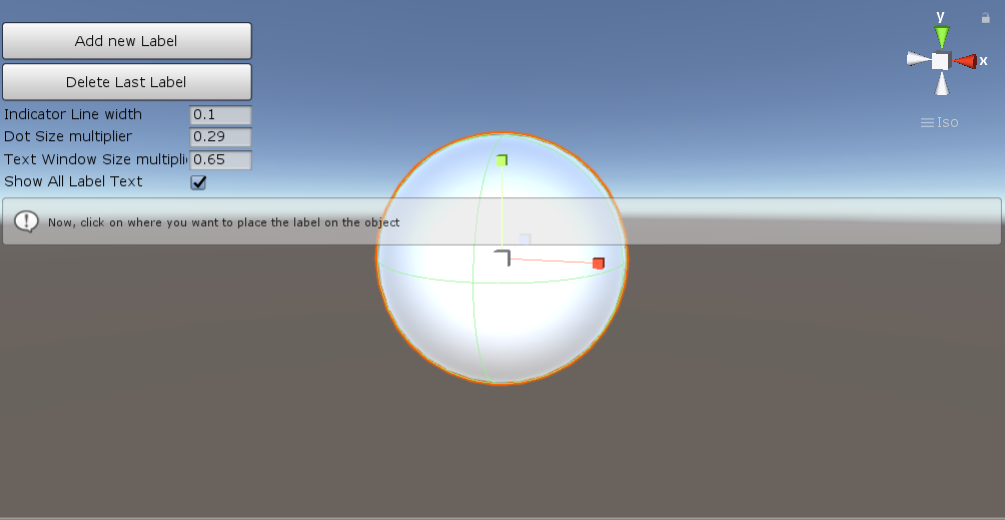 Add new Label
Delete Last Label
Indicator Line width 0.1
Dot Size multiplier 0.29
Text Window Size multipli 0.65
Show All Label Text
Now, click on where you want to place the label on the object
y
x
Iso